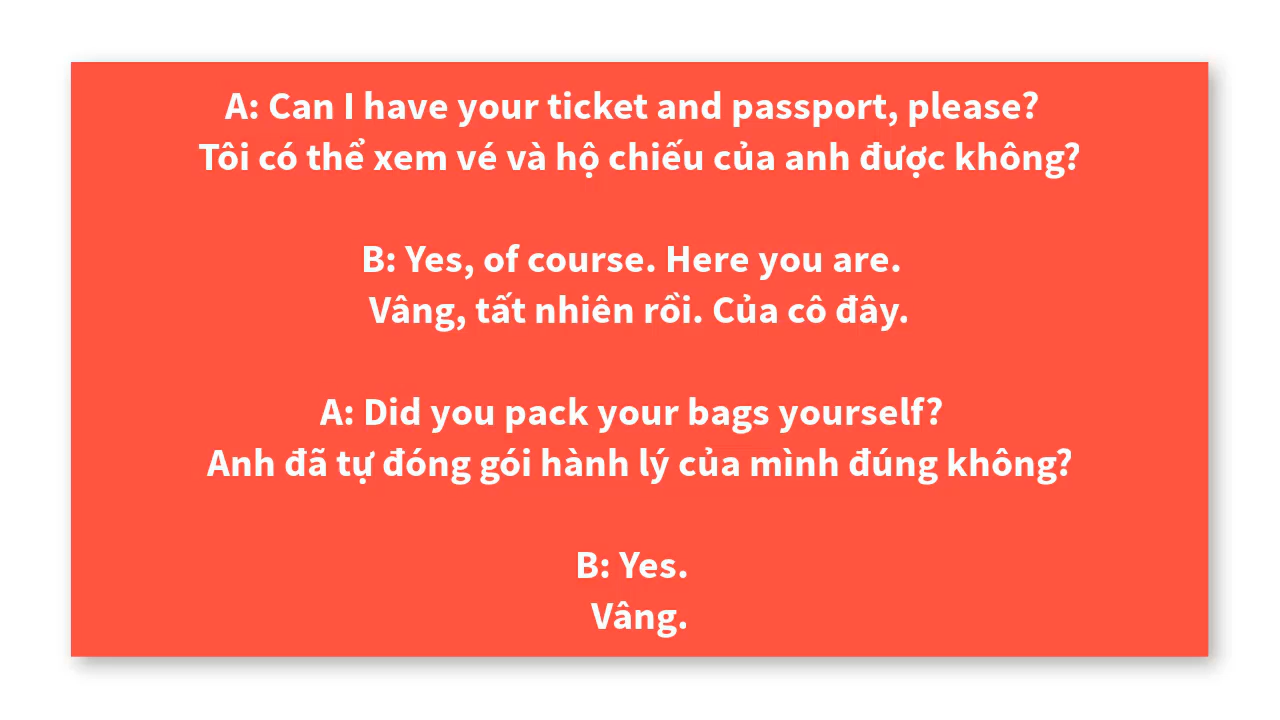 A: Can I have your ticket and passport, please?
Tôi có thể xem vé và hộ chiếu của anh được không?
B: Yes, of course. Here you are.
Vâng, tất nhiên rồi. Của cô đây.
A: Did you pack your bags yourself?
Anh đã tự đóng gói hành lý của mình đúng không?
B: Yes.
Vâng.